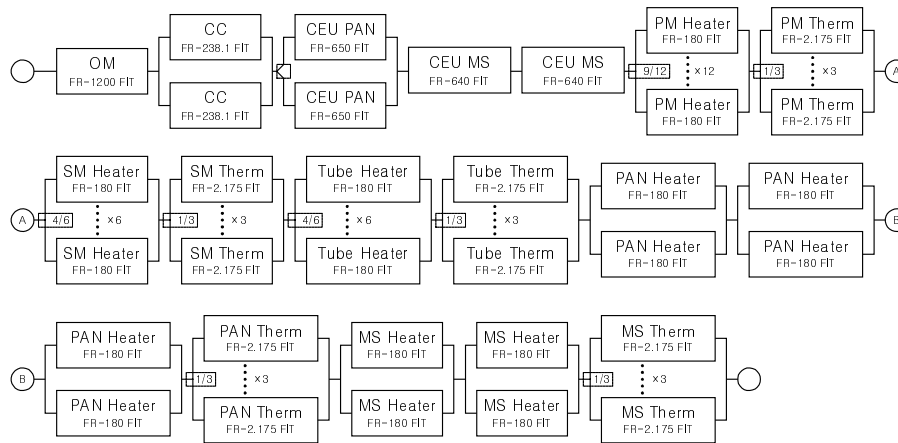 OM
FR-1200 FIT
CC
FR-238.1 FIT
CC
FR-238.1 FIT
CEU PAN
FR-650 FIT
CEU PAN
FR-650 FIT
CEU MS
FR-640 FIT
CEU MS
FR-640 FIT
9/12
PM Heater
FR-180 FIT
×12
PM Heater
FR-180 FIT
1/3
PM Therm
FR-2.175 FIT
×3
PM Therm
FR-2.175 FIT
A
A
4/6
SM Heater
FR-180 FIT
×6
SM Heater
FR-180 FIT
1/3
SM Therm
FR-2.175 FIT
×3
SM Therm
FR-2.175 FIT
4/6
Tube Heater
FR-180 FIT
×6
Tube Heater
FR-180 FIT
1/3
Tube Therm
FR-2.175 FIT
×3
Tube Therm
FR-2.175 FIT
PAN Heater
FR-180 FIT
PAN Heater
FR-180 FIT
PAN Heater
FR-180 FIT
PAN Heater
FR-180 FIT
B
B
PAN Heater
FR-180 FIT
PAN Heater
FR-180 FIT
1/3
PAN Therm
FR-2.175 FIT
×3
PAN Therm
FR-2.175 FIT
MS Heater
FR-180 FIT
MS Heater
FR-180 FIT
MS Heater
FR-180 FIT
MS Heater
FR-180 FIT
1/3
MS Therm
FR-2.175 FIT
×3
MS Therm
FR-2.175 FIT